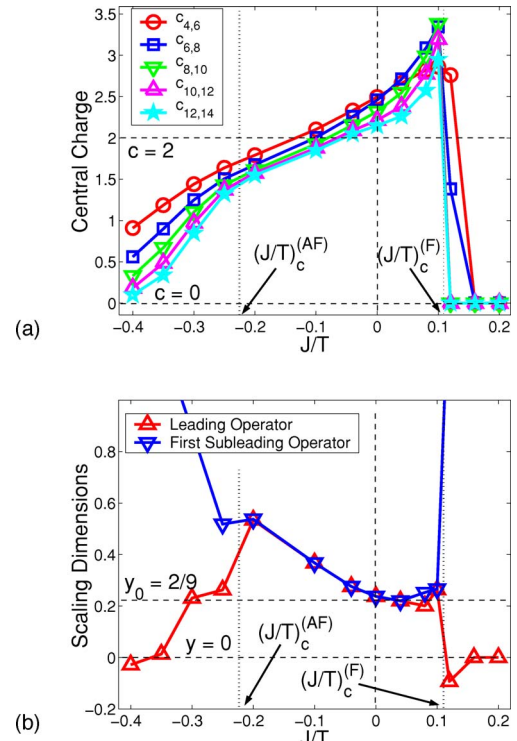 3.5
3
2.5
2
1.5
1
0.5
0
Central Charge
c4,6
c6,8
c8,10
c10,12
c12,14
c = 2
c = 0
(J/T)c(AF)
(J/T)c(F)
−0.4 −0.3 −0.2 −0.1 0 0.1 0.2
J/T
(a)
Leading Operator
First Subleading Operator
0.8
0.6
0.4
0.2
0
−0.2
Scaling Dimensions
y0 = 2/9
y = 0
(J/T)c(AF)
(J/T)c(F)
−0.4 −0.3 −0.2 −0.1 0 0.1 0.2
J/T
(b)